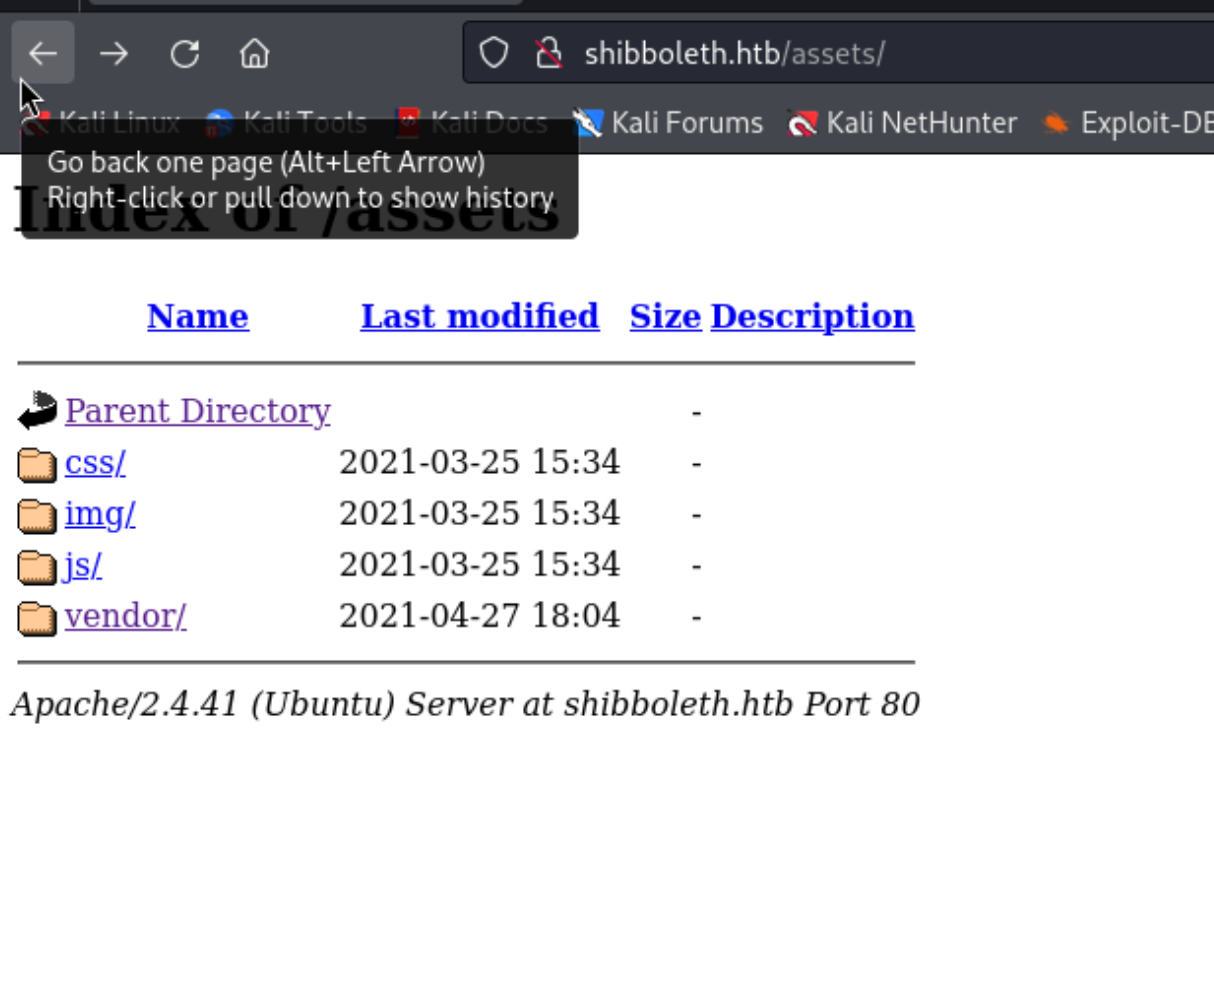 shibboleth.htb/assets/
Kali Linux Kali Tools Kali Docs Kali Forums Kali NetHunter Exploit-DB
Go back one page (Alt+Left Arrow)
Right-click or pull down to show history
Index of /assets
Name Last modified Size Description
Parent Directory -
css/ 2021-03-25 15:34 -
img/ 2021-03-25 15:34 -
js/ 2021-03-25 15:34 -
vendor/ 2021-04-27 18:04 -
Apache/2.4.41 (Ubuntu) Server at shibboleth.htb Port 80